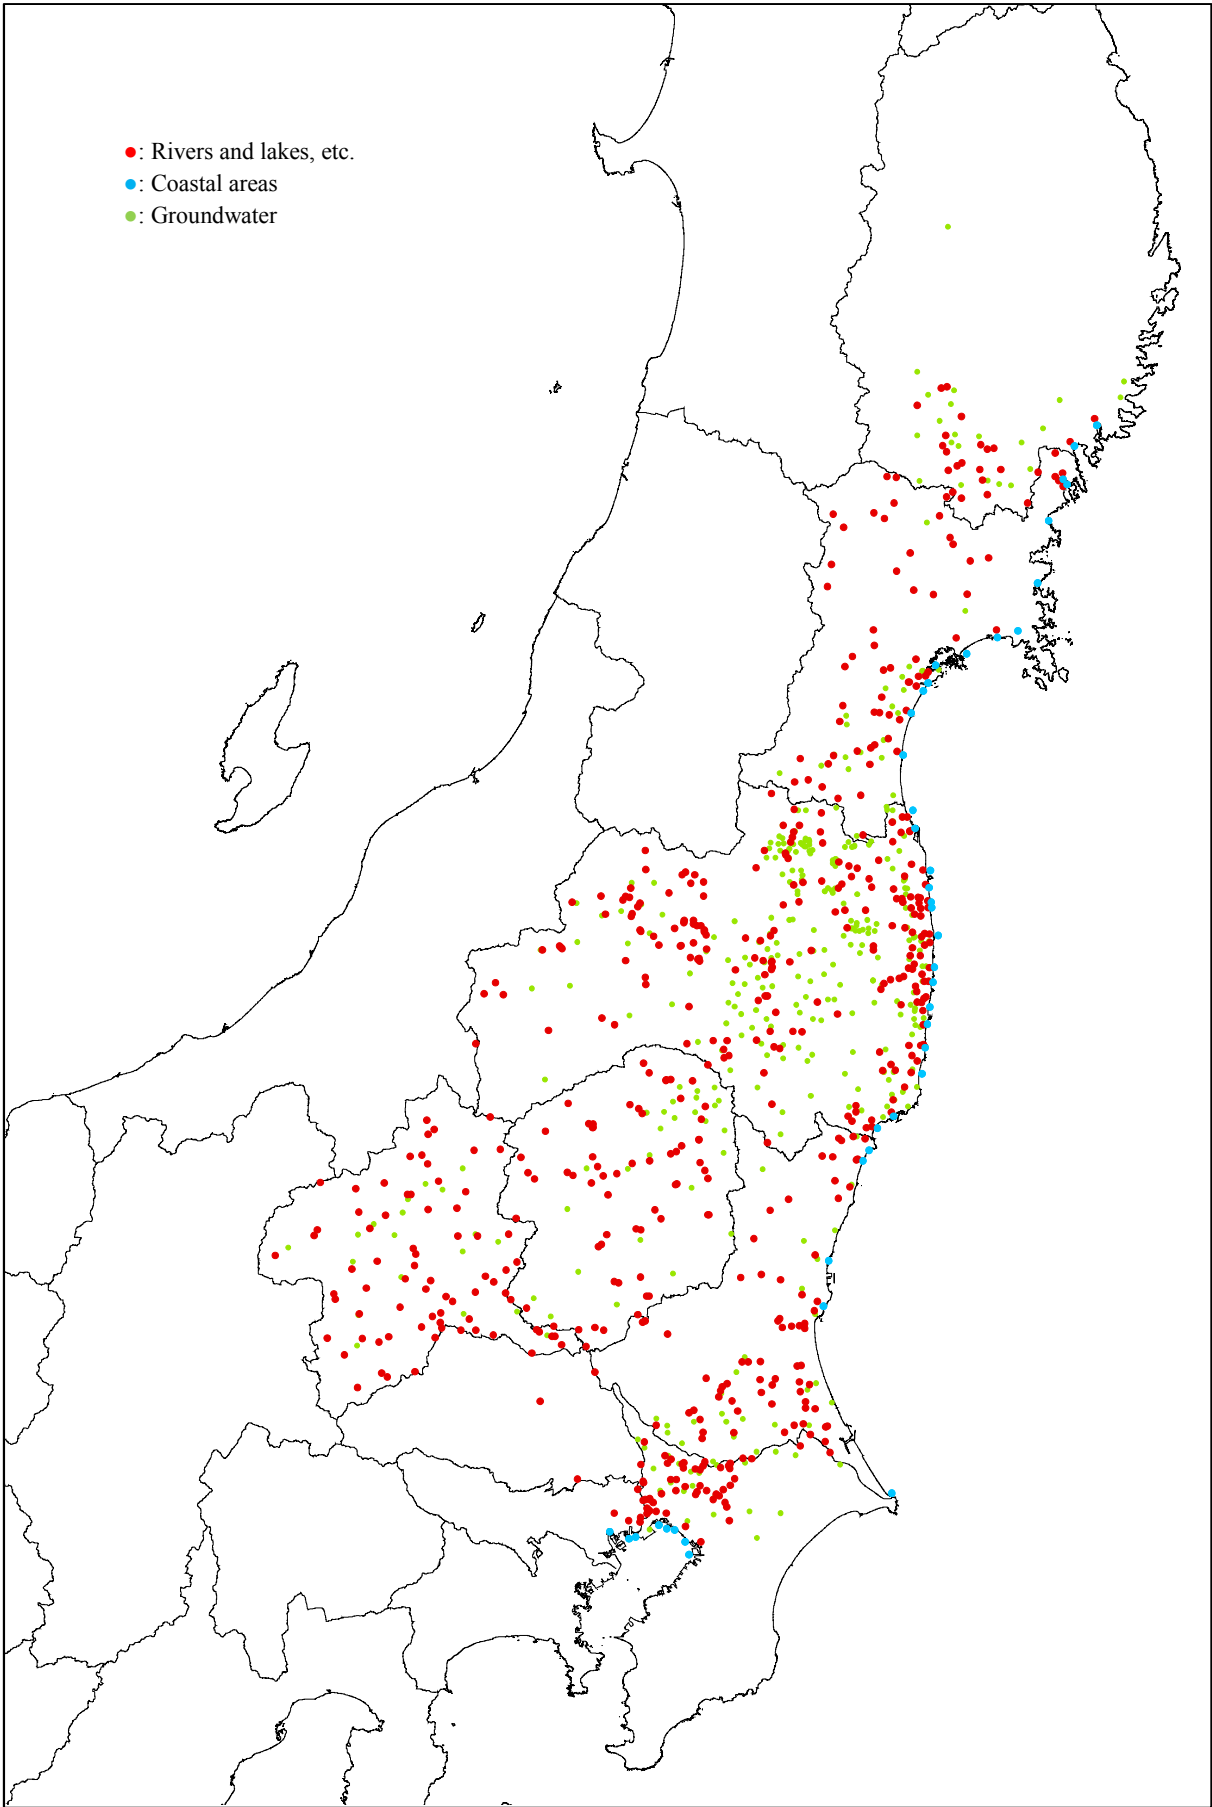 : Rivers and lakes, etc.
: Coastal areas
: Groundwater